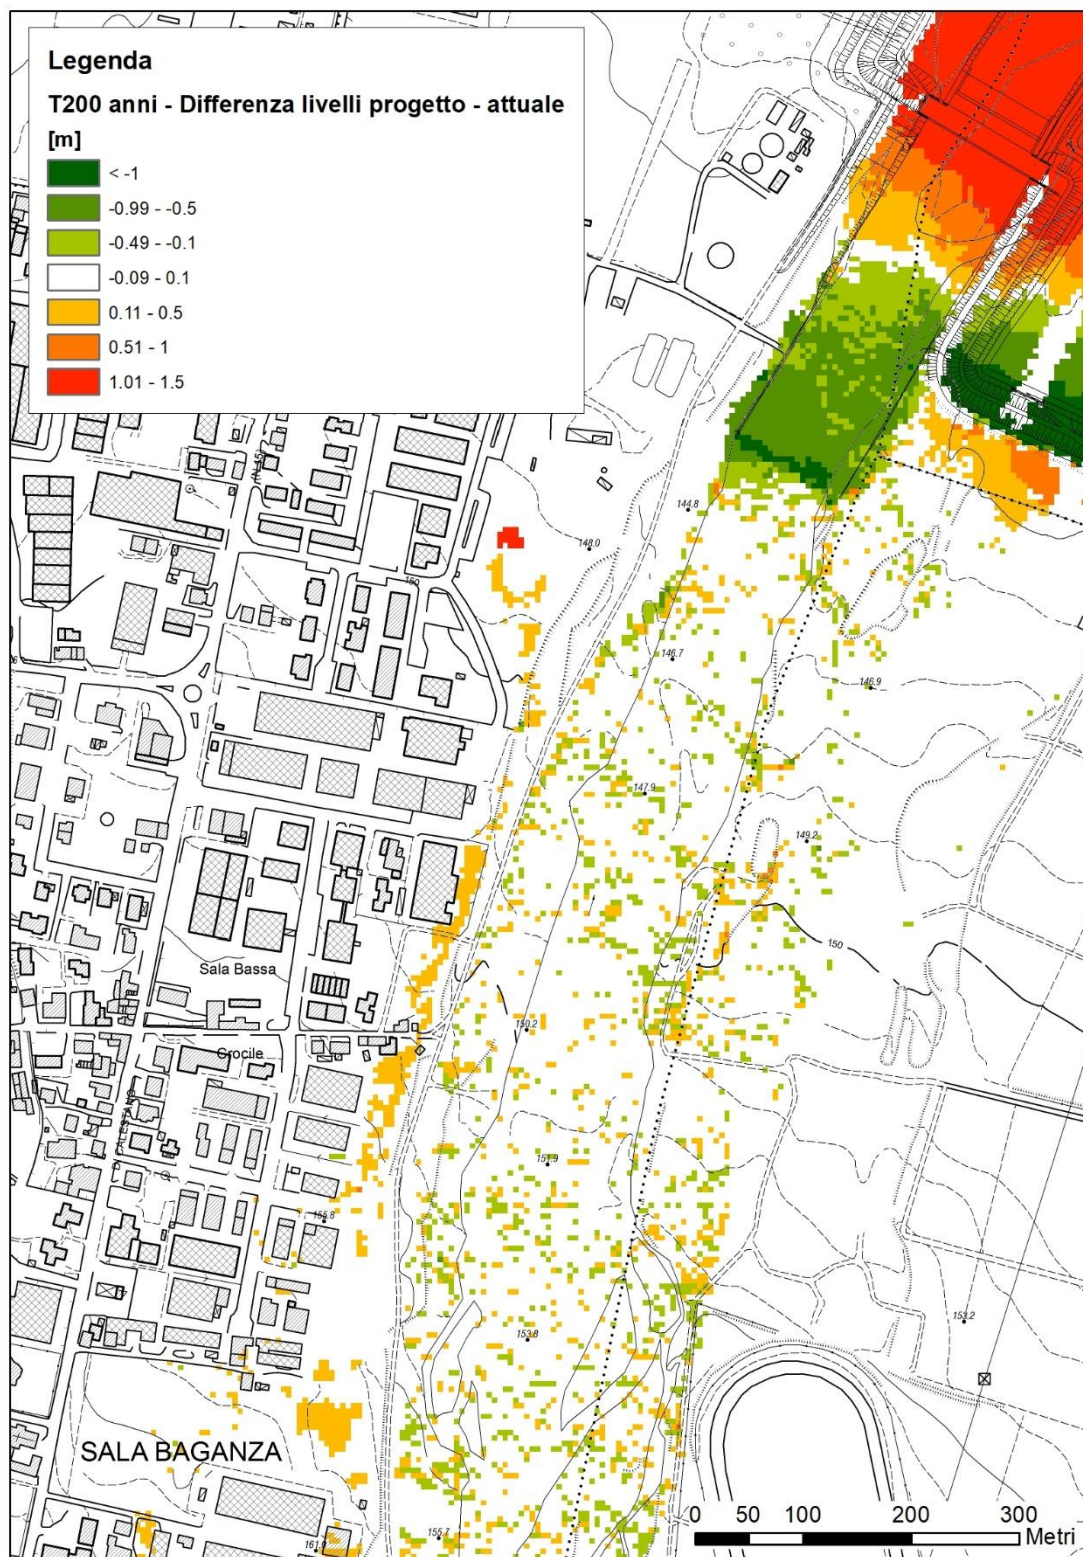 Legenda
T200 anni - Differenza livelli progetto - attuale
[m]
< -1
-0.99 - -0.5
-0.49 - -0.1
-0.09 - 0.1
0.11 - 0.5
0.51 - 1
1.01 - 1.5
144.8
148.0
150
146.7
146.9
147.9
149.2
150
Sala Bassa
150.2
Crocile
151.9
155.8
153.2
153.8
SALA BAGANZA
155.7
0 50 100 200 300
Metri